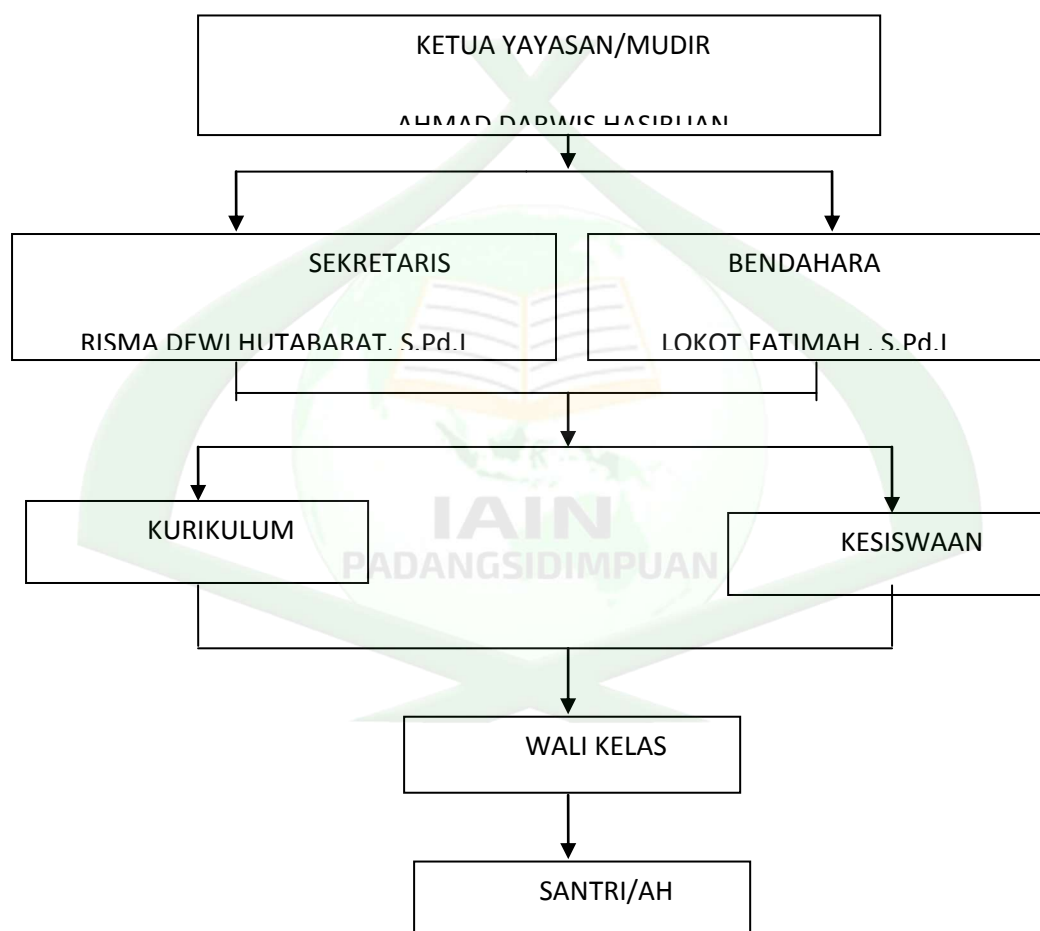 KETUA YAYASAN/MUDIR
AHMAD DARWIS HASIBUAN
SEKRETARIS
RISMA DEWI HUTABARAT, S.Pd.I
BENDAHARA
LOKOT FATIMAH , S.Pd.I
KURIKULUM
KESISWAAN
IAIN
PADANGSIDIMPUAN
WALI KELAS
SANTRI/AH